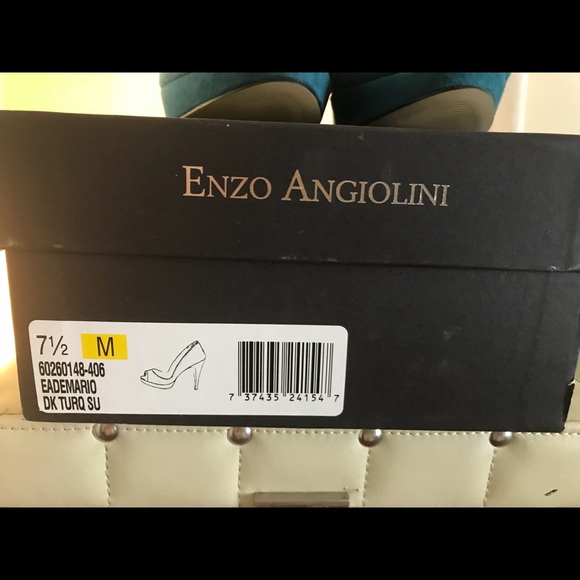 ENZO ANGIOLINI
7½ M
60260148-406
EADEMARIO
DK TURQ SU
7 37435 24154 7